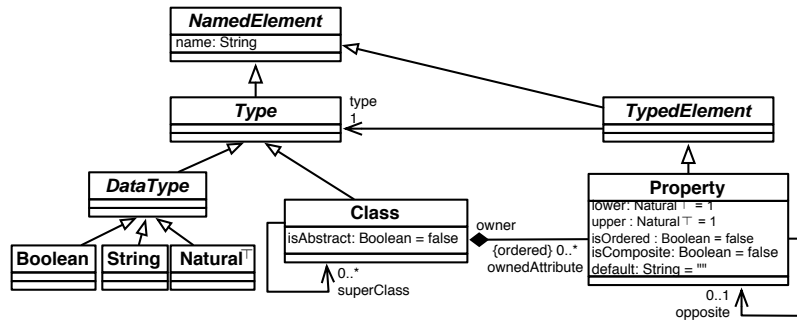 NamedElement
name: String
type
1
Type
TypedElement
DataType
Boolean
String
Natural⊤
Class
isAbstract: Boolean = false
0..*
superClass
owner
{ordered} 0..*
ownedAttribute
Property
lower: Natural⊤ = 1
upper : Natural⊤ = 1
isOrdered : Boolean = false
isComposite: Boolean = false
default: String = ""
0..1
opposite